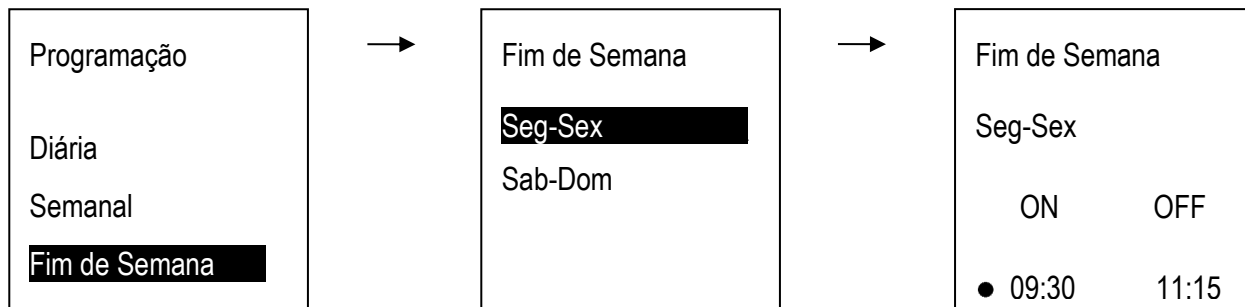 Programação
Diária
Semanal
Fim de Semana
Fim de Semana
Seg-Sex
Sab-Dom
Fim de Semana
Seg-Sex
ON OFF
● 09:30 11:15